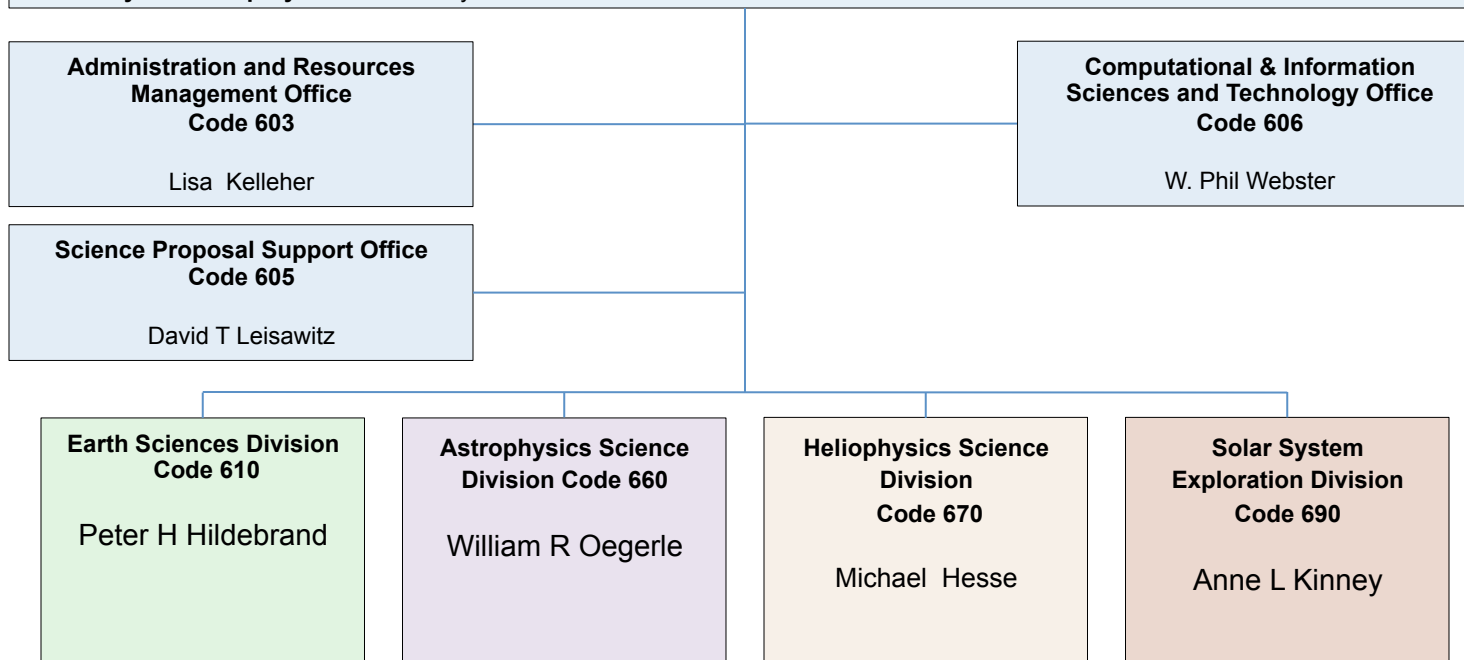 Administration and Resources
Management Office
Code 603
Lisa Kelleher
Computational & Information
Sciences and Technology Office
Code 606
W. Phil Webster
Science Proposal Support Office
Code 605
David T Leisawitz
Earth Sciences Division
Code 610
Peter H Hildebrand
Astrophysics Science
Division Code 660
William R Oegerle
Heliophysics Science
Division
Code 670
Michael Hesse
Solar System
Exploration Division
Code 690
Anne L Kinney